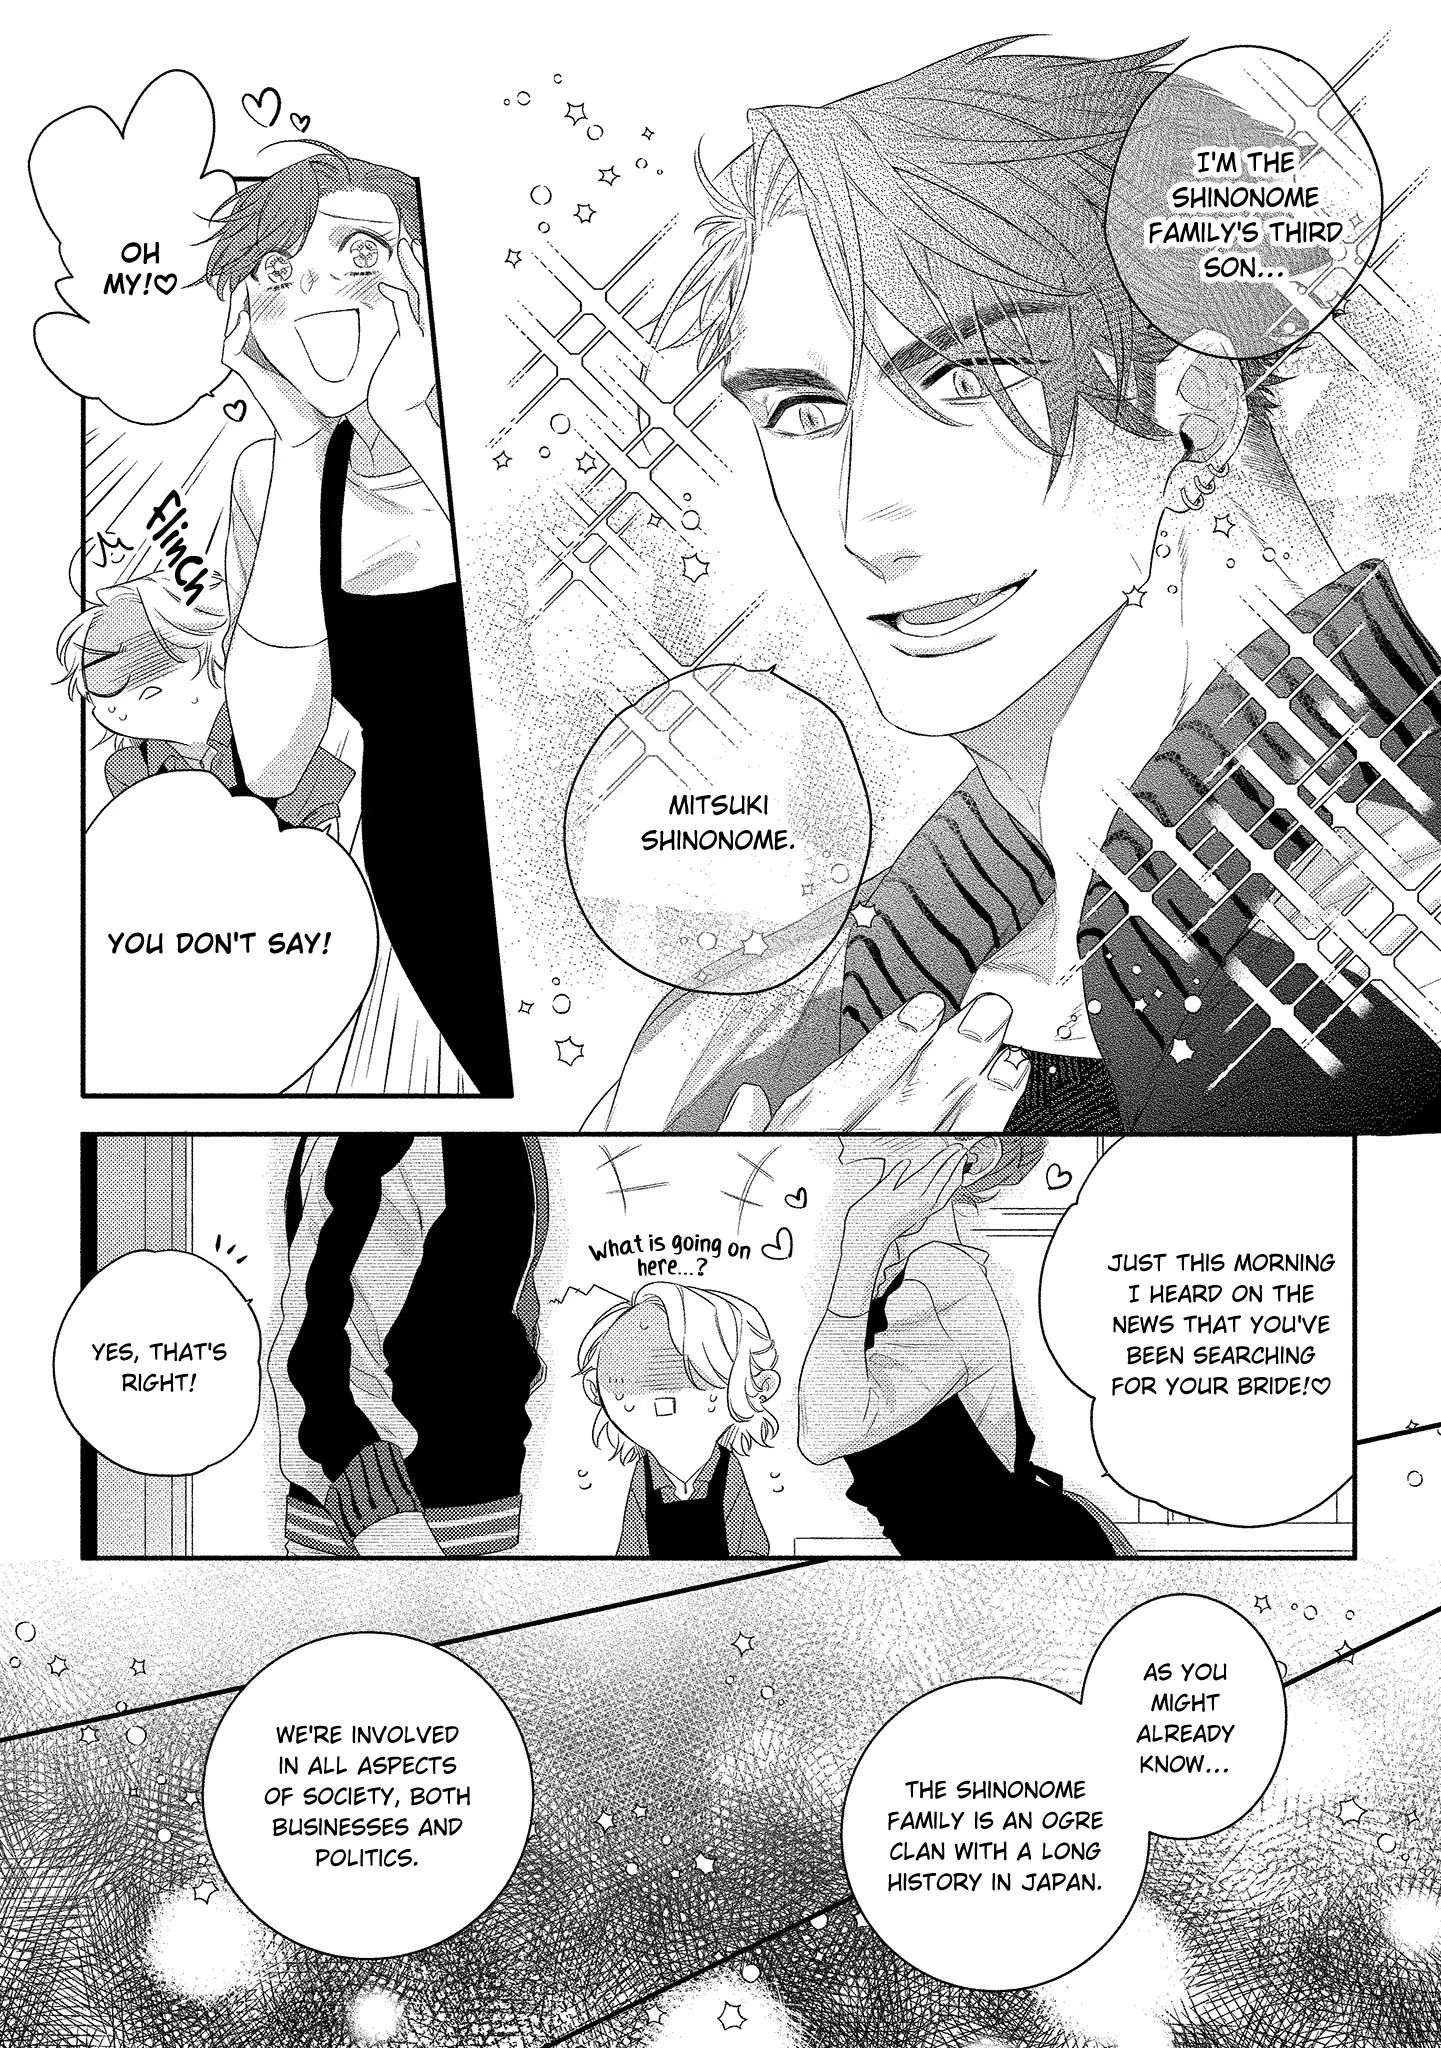 I'M THE
SHINONOME
FAMILY'S THIRD
SON...
MITSUKI
SHINONOME.
OH
MY!♡
Flinch
YOU DON'T SAY!
JUST THIS MORNING
I HEARD ON THE
NEWS THAT YOU'VE
BEEN SEARCHING
FOR YOUR BRIDE!♡
What is going on
here...?
YES, THAT'S
RIGHT!
AS YOU
MIGHT
ALREADY
KNOW...
THE SHINONOME
FAMILY IS AN OGRE
CLAN WITH A LONG
HISTORY IN JAPAN.
WE'RE INVOLVED
IN ALL ASPECTS
OF SOCIETY, BOTH
BUSINESSES AND
POLITICS.